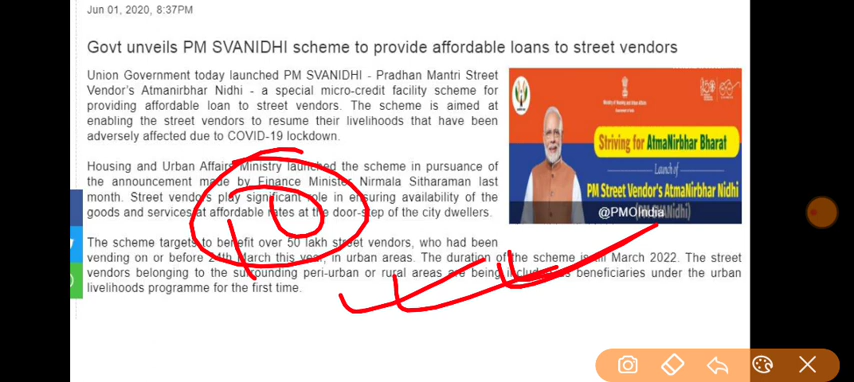 Jun 01, 2020, 8:37PM
Govt unveils PM SVANIDHI scheme to provide affordable loans to street vendors
Union Government today launched PM SVANIDHI - Pradhan Mantri Street
Vendor's Atmanirbhar Nidhi - a special micro-credit facility scheme for
providing affordable loan to street vendors. The scheme is aimed at
enabling the street vendors to resume their livelihoods that have been
adversely affected due to COVID-19 lockdown.
Housing and Urban Affairs Ministry launched the scheme in pursuance of
the announcement made by Finance Minister Nirmala Sitharaman last
month. Street vendors play significant role in ensuring availability of the
goods and services at affordable rates at the door-step of the city dwellers.
Striving for AtmaNirbhar Bharat
Launch of
PM Street Vendor's AtmaNirbhar Nidhi
@PMOIndia
The scheme targets to benefit over 50 lakh street vendors, who had been
vending on or before 24th March this year, in urban areas. The duration of the scheme is till March 2022. The street
vendors belonging to the surrounding peri-urban or rural areas are being included as beneficiaries under the urban
livelihoods programme for the first time.